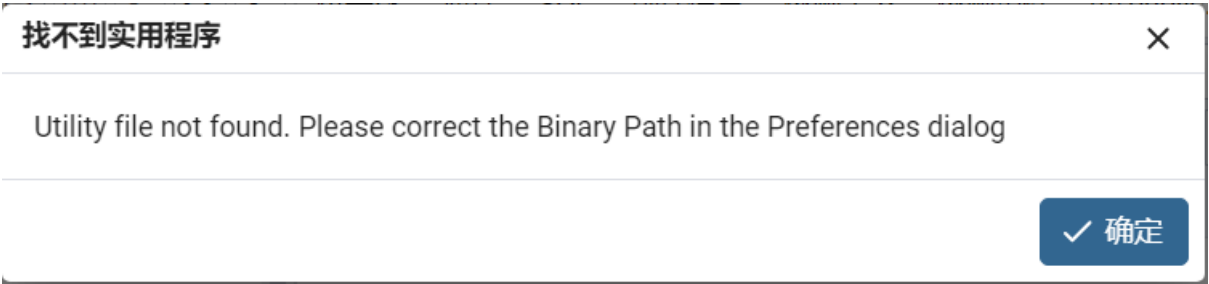 找不到实用程序
Utility file not found. Please correct the Binary Path in the Preferences dialog
确定